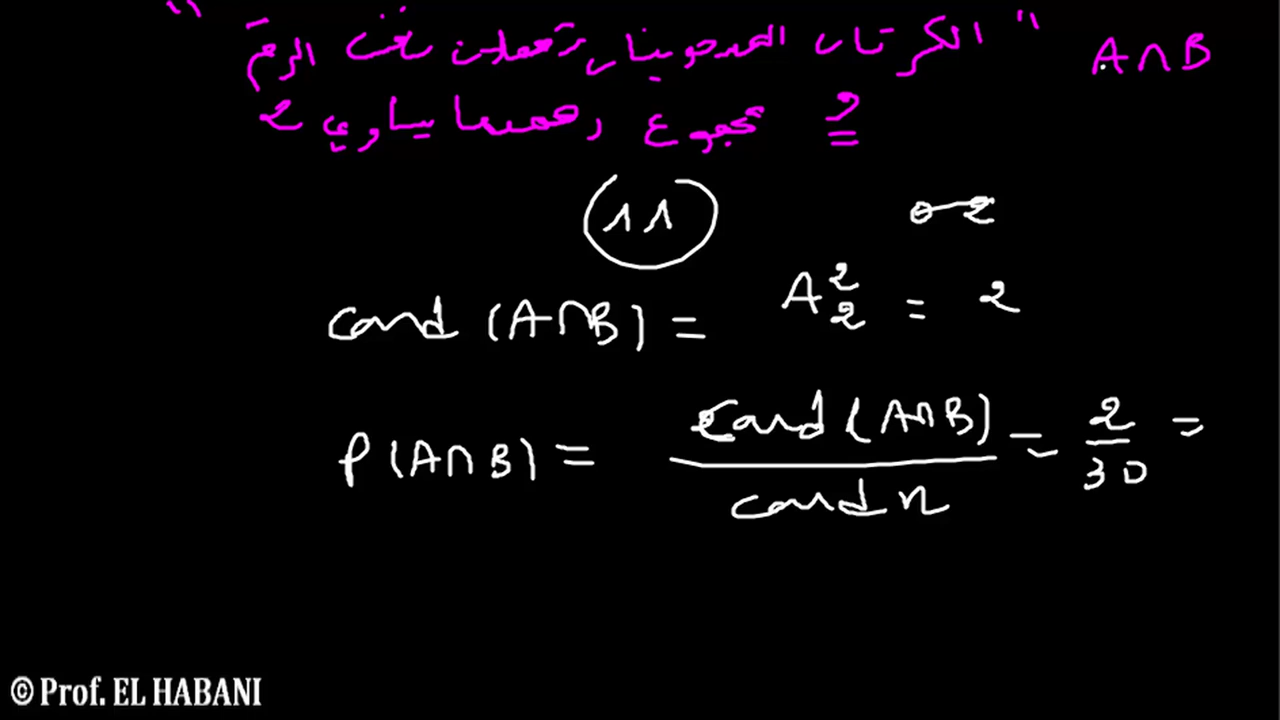 A∩B " الكرتان المسحوبتان تحملان نفس الرقم
و مجموع رقميهما يساوي 2 "
(11) 0 2
card (A∩B) = A²₂ = 2
P(A∩B) = card(A∩B) / card Ω = 2/30 =
© Prof. EL HABANI